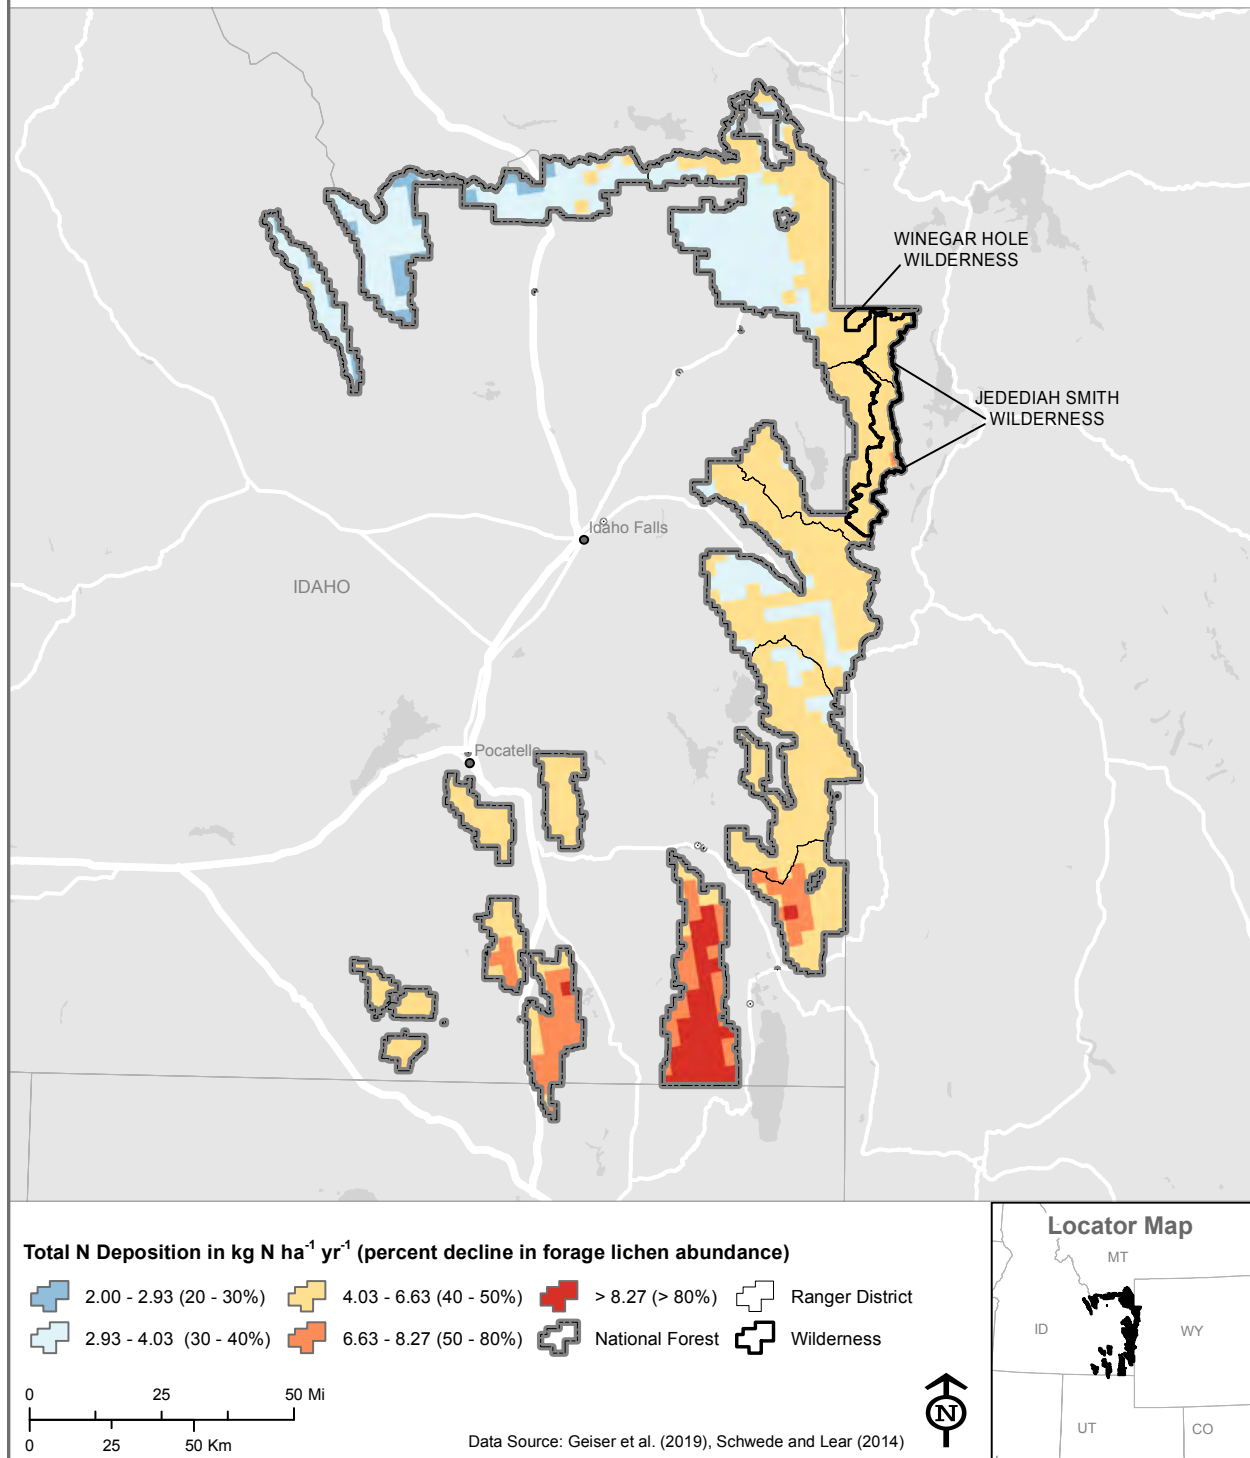 WINEGAR HOLE
WILDERNESS
JEDEDIAH SMITH
WILDERNESS
Idaho Falls
IDAHO
Pocatello
Total N Deposition in kg N ha⁻¹ yr⁻¹ (percent decline in forage lichen abundance)
2.00 - 2.93 (20 - 30%)
4.03 - 6.63 (40 - 50%)
> 8.27 (> 80%)
Ranger District
2.93 - 4.03 (30 - 40%)
6.63 - 8.27 (50 - 80%)
National Forest
Wilderness
0 25 50 Mi
0 25 50 Km
Data Source: Geiser et al. (2019), Schwede and Lear (2014)
N
Locator Map
MT
ID
WY
UT
CO